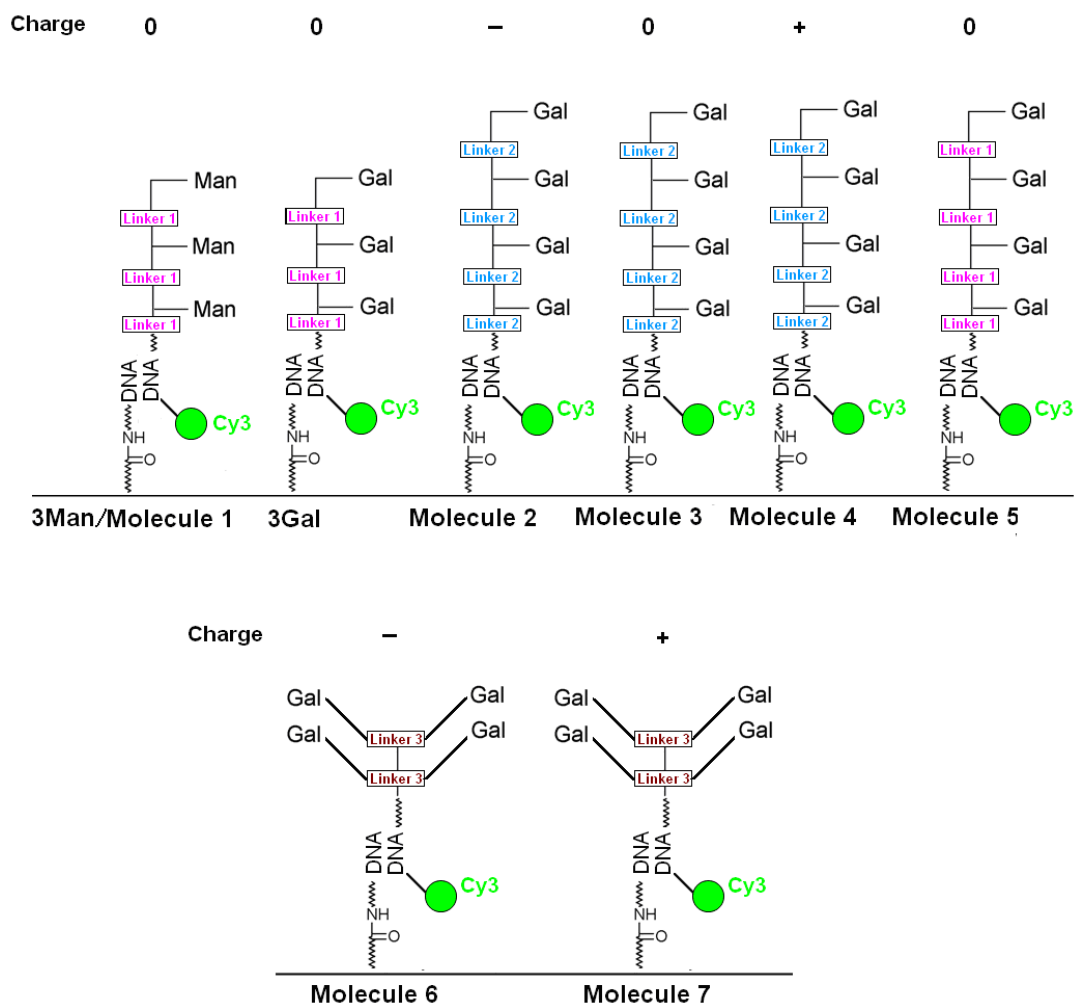 Charge 0 0 – 0 + 0
Gal Gal Gal Gal
Linker 2 Linker 2 Linker 2 Linker 1
Man Gal Gal Gal Gal Gal
Linker 1 Linker 1 Linker 2 Linker 2 Linker 2 Linker 1
Man Gal Gal Gal Gal Gal
Linker 1 Linker 1 Linker 2 Linker 2 Linker 2 Linker 1
Man Gal Gal Gal Gal Gal
Linker 1 Linker 1 Linker 2 Linker 2 Linker 2 Linker 1
DNA DNA DNA DNA DNA DNA DNA DNA DNA DNA DNA DNA
Cy3 Cy3 Cy3 Cy3 Cy3 Cy3
NH NH NH NH NH NH
O O O O O O
3Man/Molecule 1 3Gal Molecule 2 Molecule 3 Molecule 4 Molecule 5
Charge – +
Gal Gal Gal Gal
Gal Linker 3 Gal Gal Linker 3 Gal
Linker 3 Linker 3
DNA DNA DNA DNA
Cy3 Cy3
NH NH
O O
Molecule 6 Molecule 7